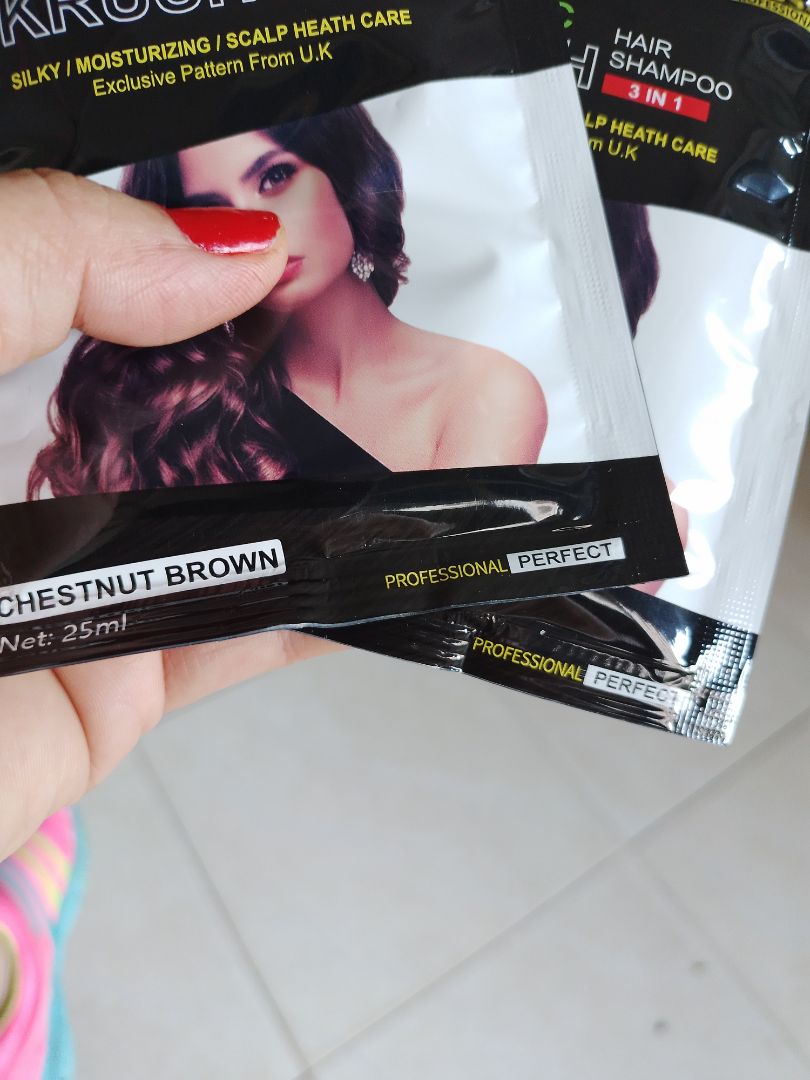 SILKY / MOISTURIZING / SCALP HEATH CARE
Exclusive Pattern From U.K
CHESTNUT BROWN
Net: 25ml
PROFESSIONAL PERFECT
HAIR
SHAMPOO
3 IN 1
HEATH CARE
U.K
PROFESSIONAL PERFECT